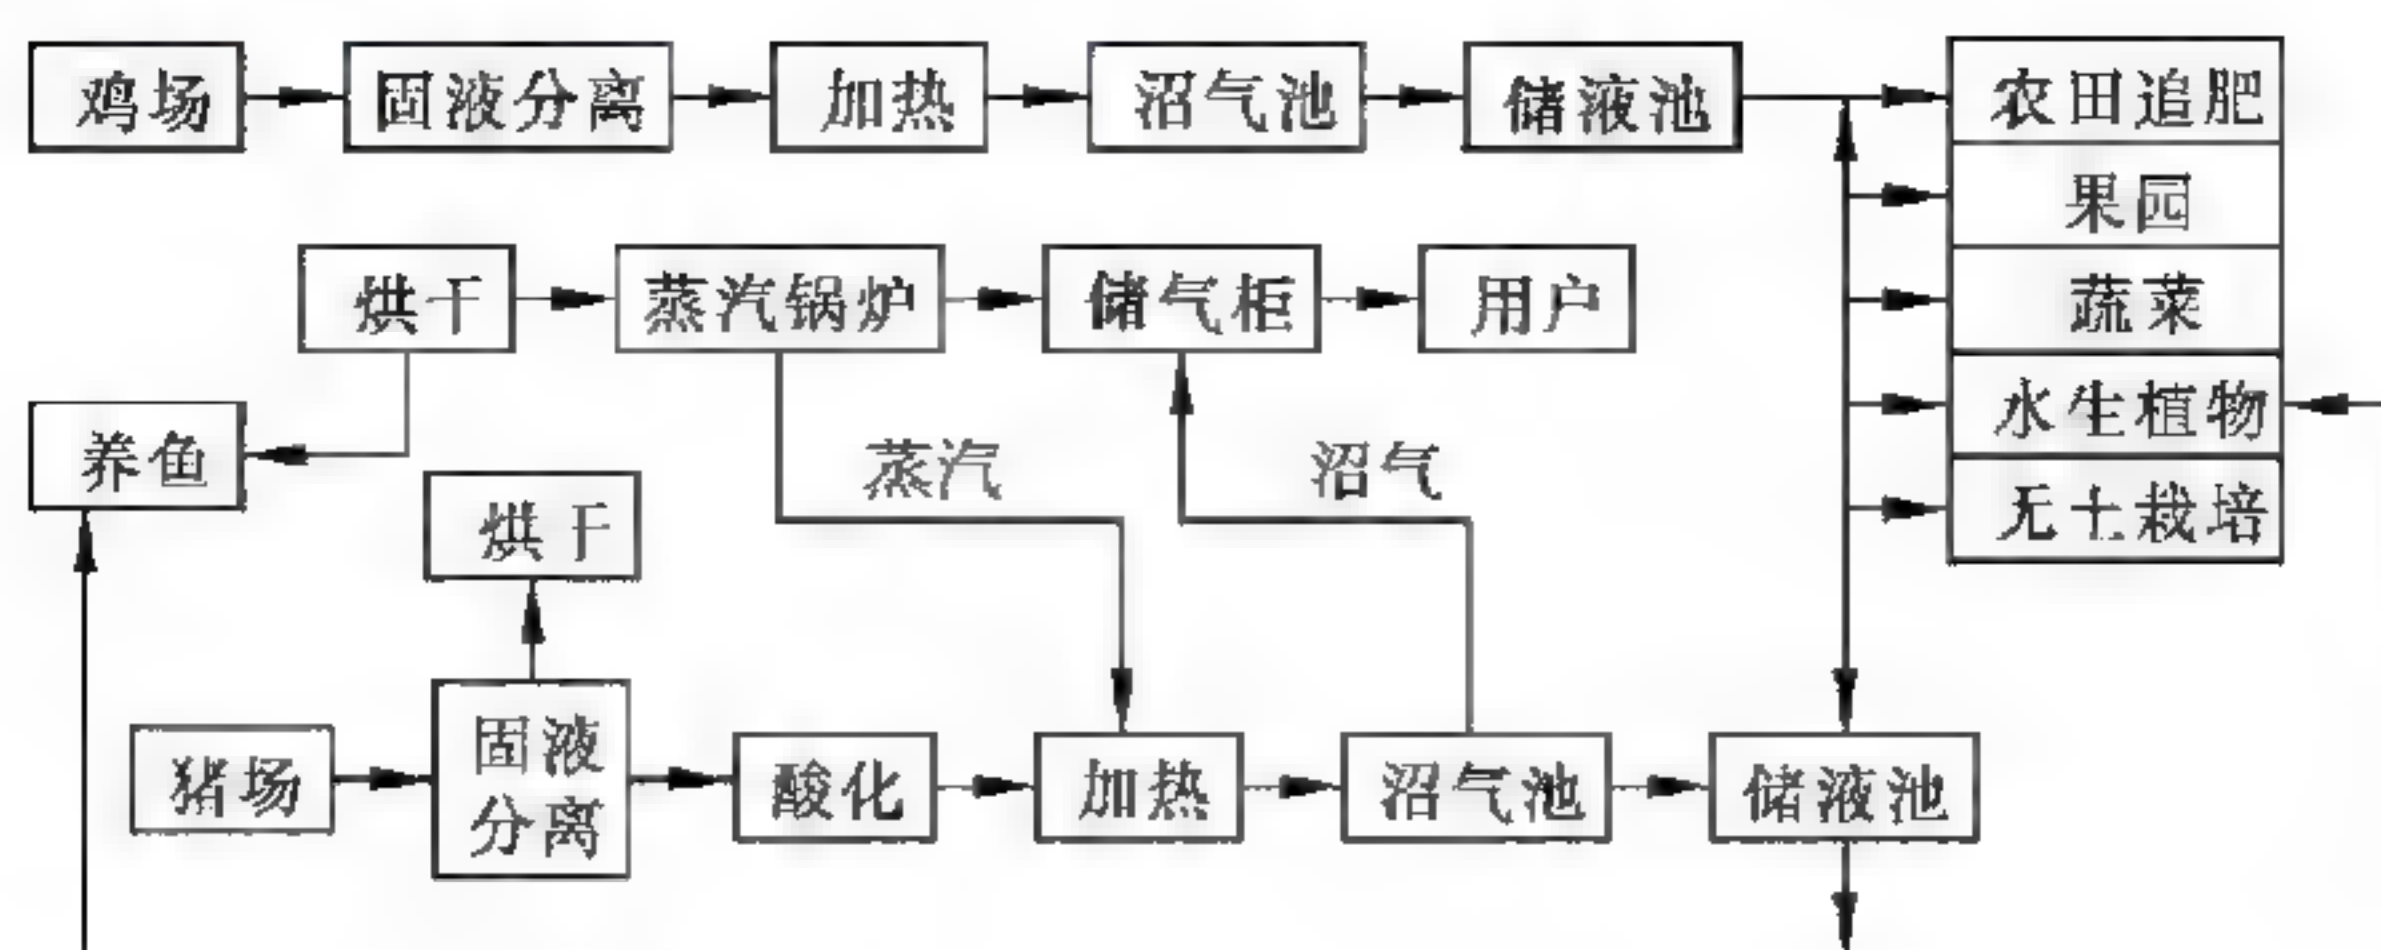 鸡场
固液分离
加热
沼气池
储液池
农田追肥
果园
蔬菜
水生植物
无土栽培
烘干
蒸汽锅炉
储气柜
用户
养鱼
蒸汽
沼气
烘干
猪场
固液
分离
酸化
加热
沼气池
储液池